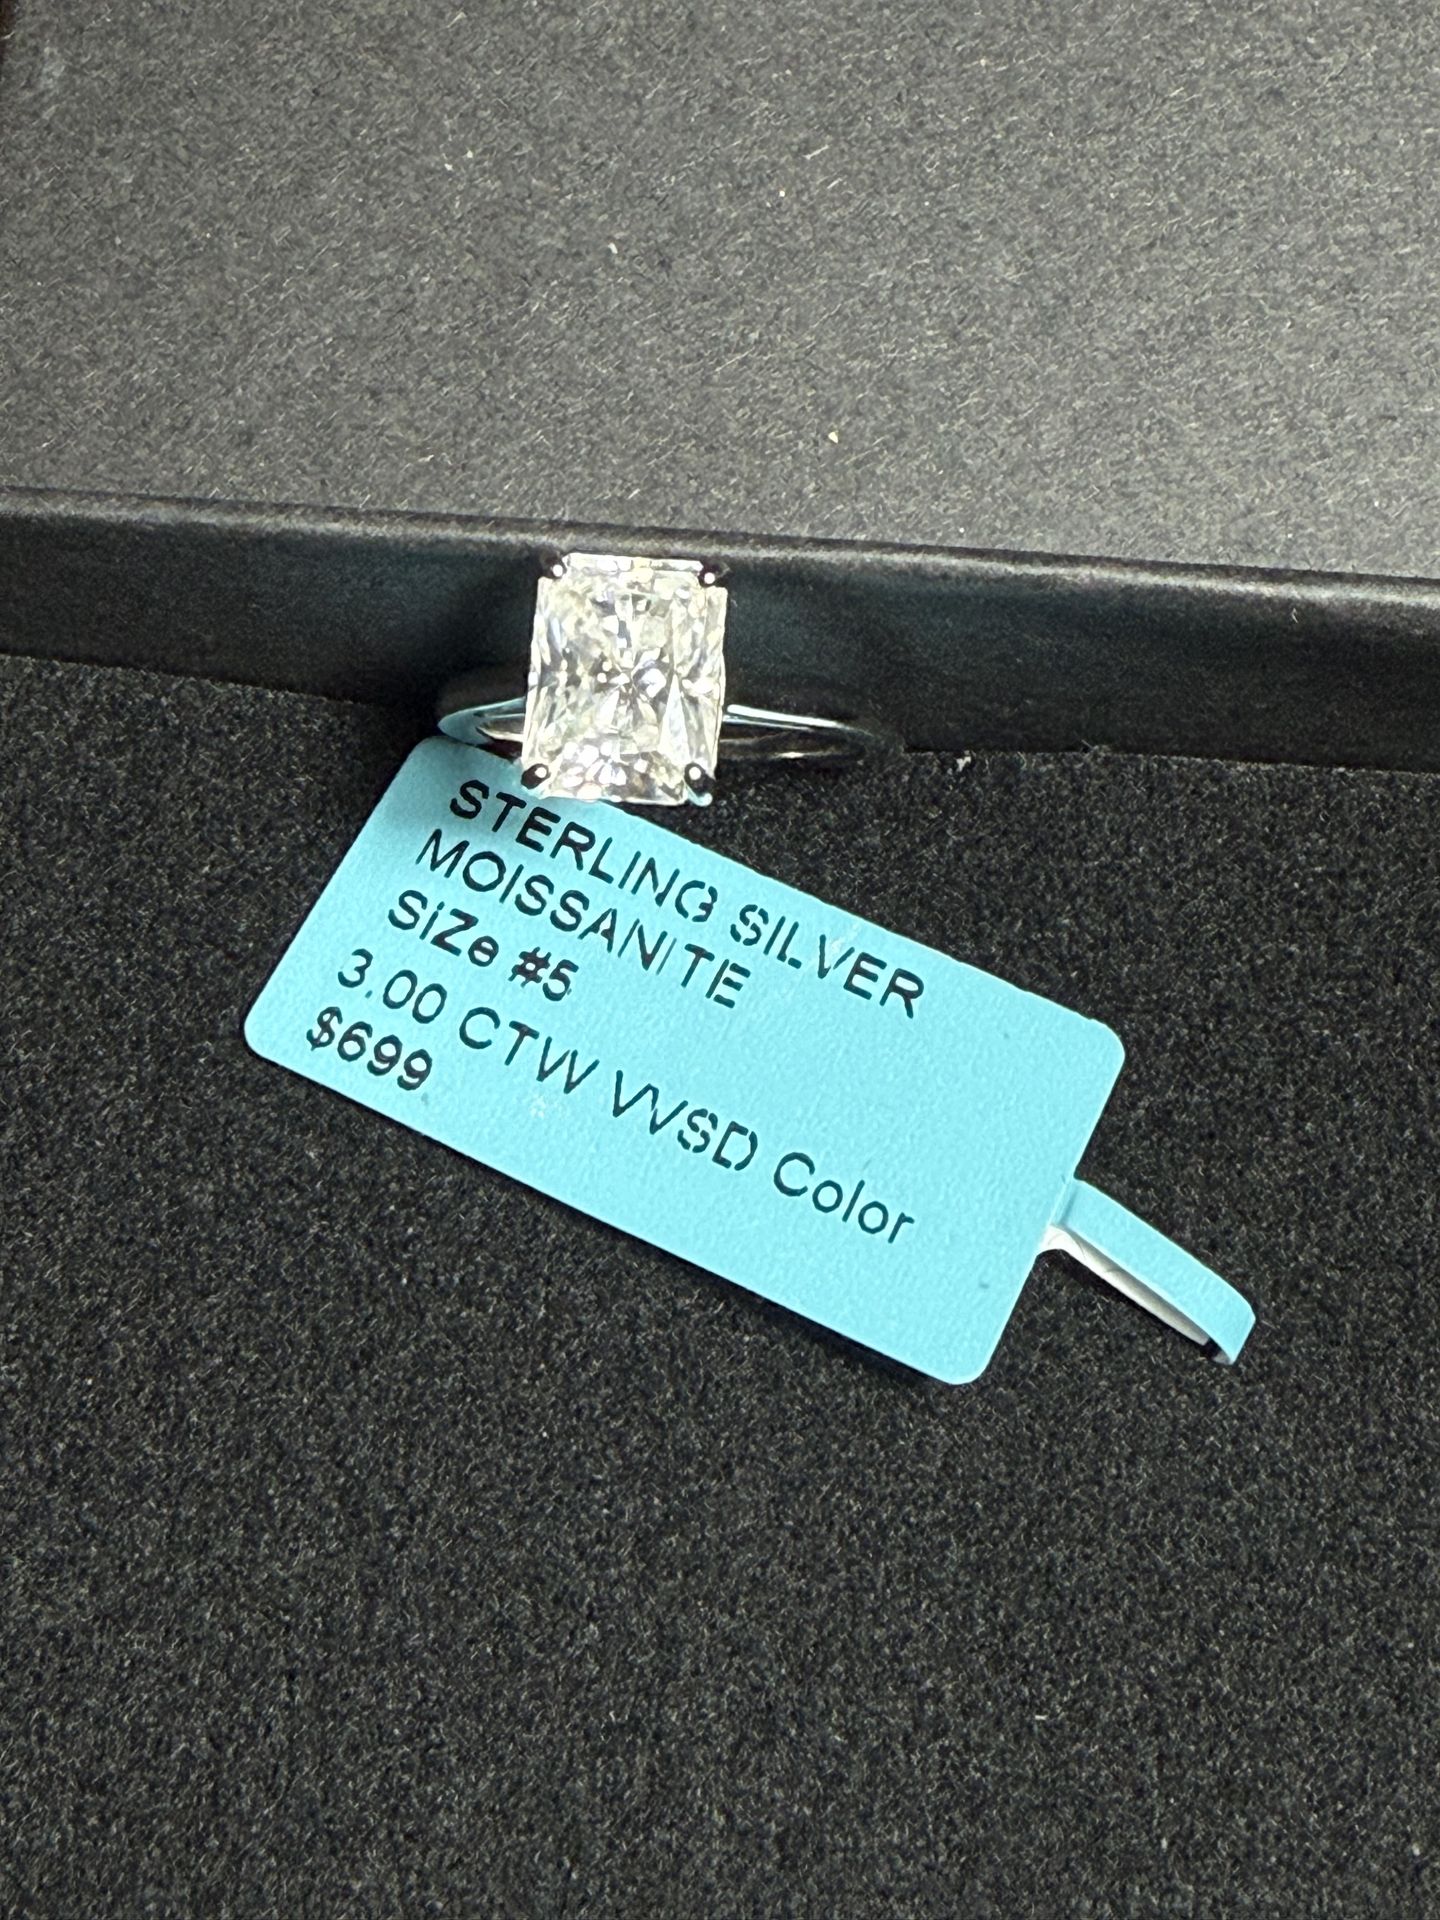 STERLING SILVER
MOISSANITE
SiZe #5
3.00 CTW VVSD Color
$699